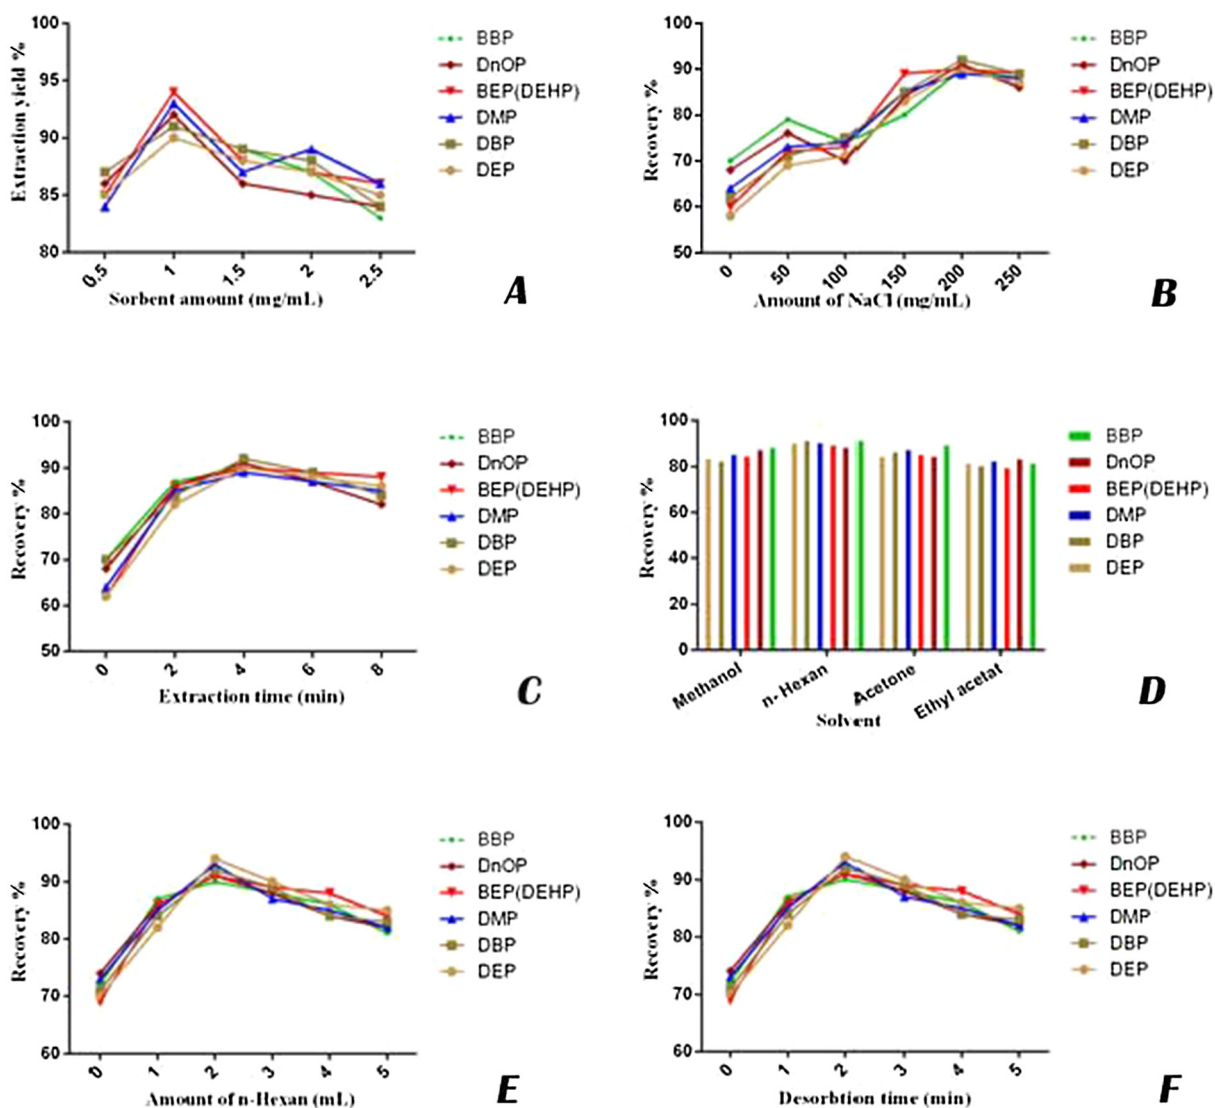 100
95
90
85
80
Extraction yield %
0.5 1 1.5 2 2.5
Sorbent amount (mg/mL)
BBP
DnOP
BEP(DEHP)
DMP
DBP
DEP
A
100
90
80
70
60
50
Recovery %
0 50 100 150 200 250
Amount of NaCl (mg/mL)
BBP
DnOP
BEP(DEHP)
DMP
DBP
DEP
B
100
90
80
70
60
50
Recovery %
0 2 4 6 8
Extraction time (min)
BBP
DnOP
BEP(DEHP)
DMP
DBP
DEP
C
100
80
60
40
20
0
Recovery %
Methanol n- Hexan Acetone Ethyl acetat
Solvent
BBP
DnOP
BEP(DEHP)
DMP
DBP
DEP
D
100
90
80
70
60
Recovery %
0 1 2 3 4 5
Amount of n-Hexan (mL)
BBP
DnOP
BEP(DEHP)
DMP
DBP
DEP
E
100
90
80
70
60
Recovery %
0 1 2 3 4 5
Desorbtion time (min)
BBP
DnOP
BEP(DEHP)
DMP
DBP
DEP
F